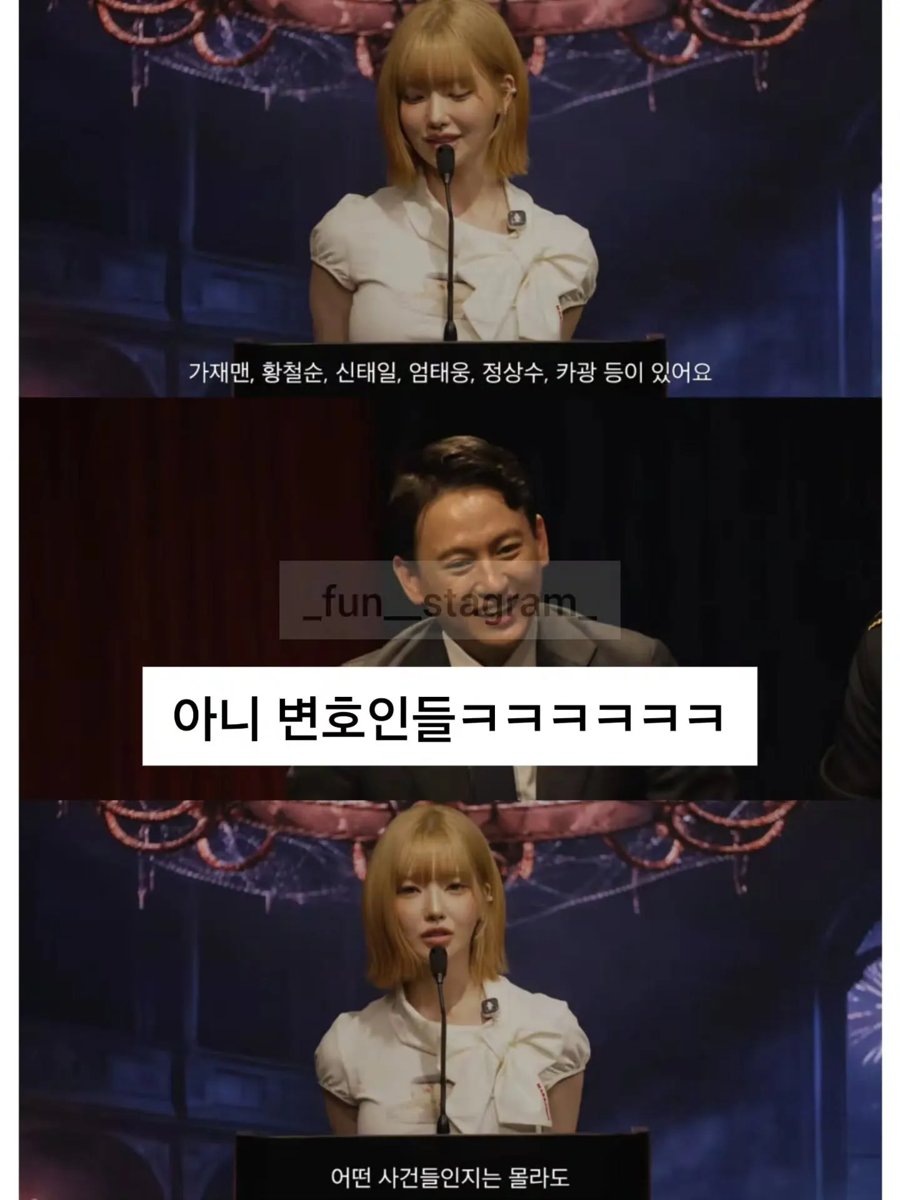 가재맨, 황철순, 신태일, 엄태웅, 정상수, 카광 등이 있어요
_fun__stagram_
아니 변호인들ㅋㅋㅋㅋㅋㅋ
어떤 사건들인지는 몰라도